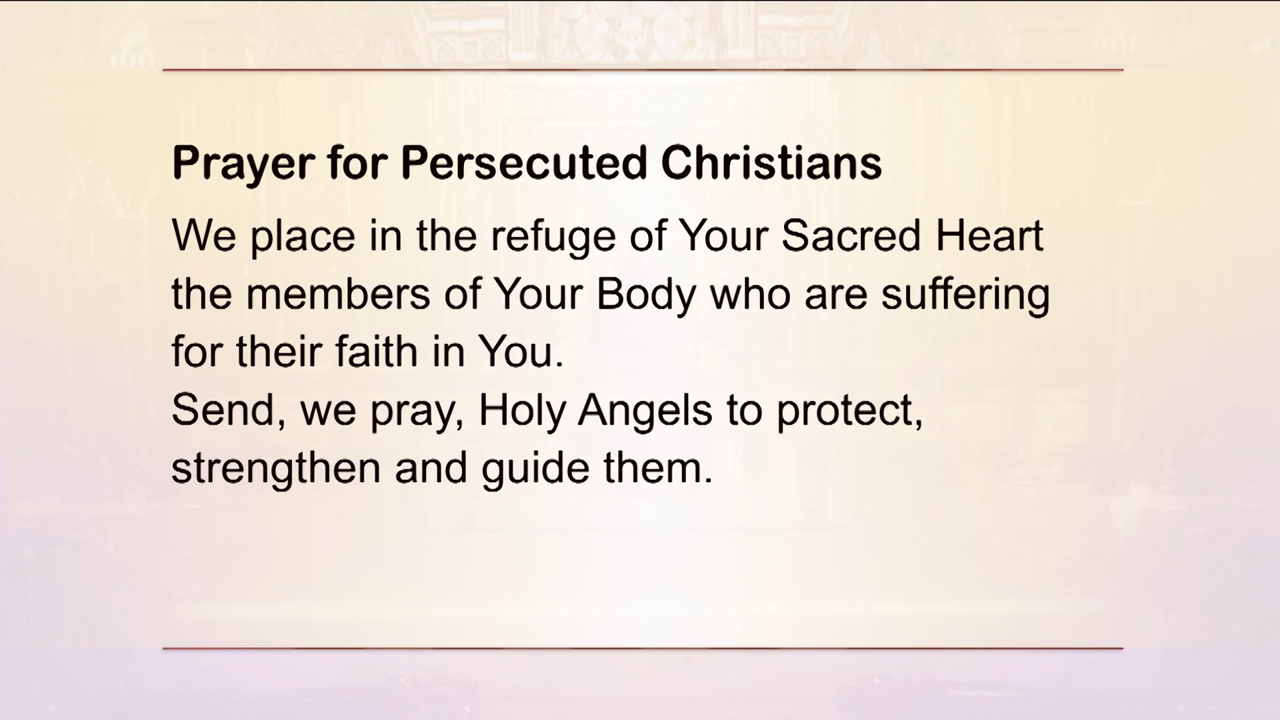 Prayer for Persecuted Christians
We place in the refuge of Your Sacred Heart
the members of Your Body who are suffering
for their faith in You.
Send, we pray, Holy Angels to protect,
strengthen and guide them.